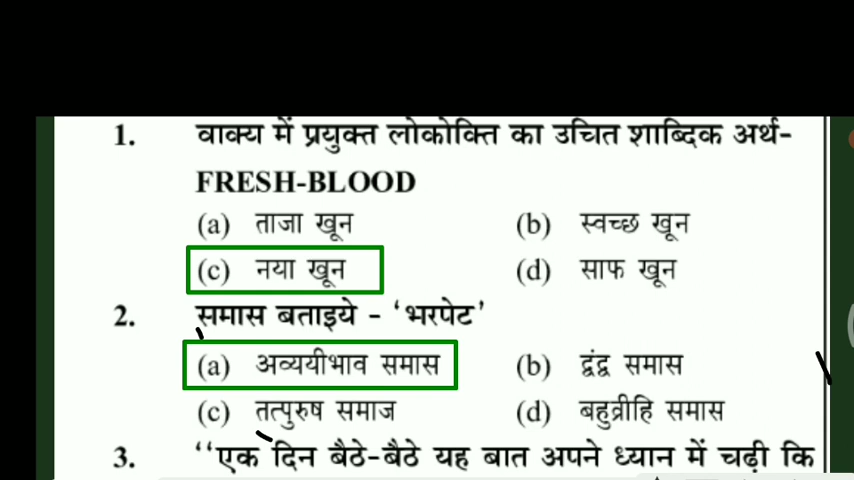 1. वाक्य में प्रयुक्त लोकोक्ति का उचित शाब्दिक अर्थ-
FRESH-BLOOD
(a) ताजा खून (b) स्वच्छ खून
(c) नया खून (d) साफ खून
2. समास बताइये - ‘भरपेट’
(a) अव्ययीभाव समास (b) द्वंद्व समास
(c) तत्पुरुष समाज (d) बहुव्रीहि समास
3. ‘‘एक दिन बैठे-बैठे यह बात अपने ध्यान में चढ़ी कि